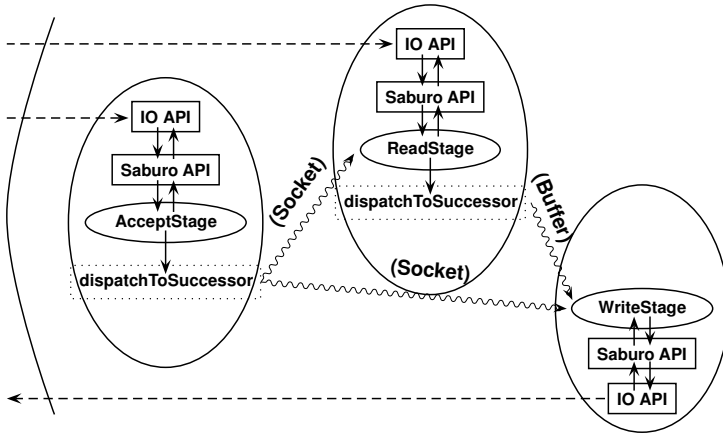 IO API
Saburo API
AcceptStage
dispatchToSuccessor
(Socket)
IO API
Saburo API
ReadStage
dispatchToSuccessor
(Socket)
(Buffer)
WriteStage
Saburo API
IO API